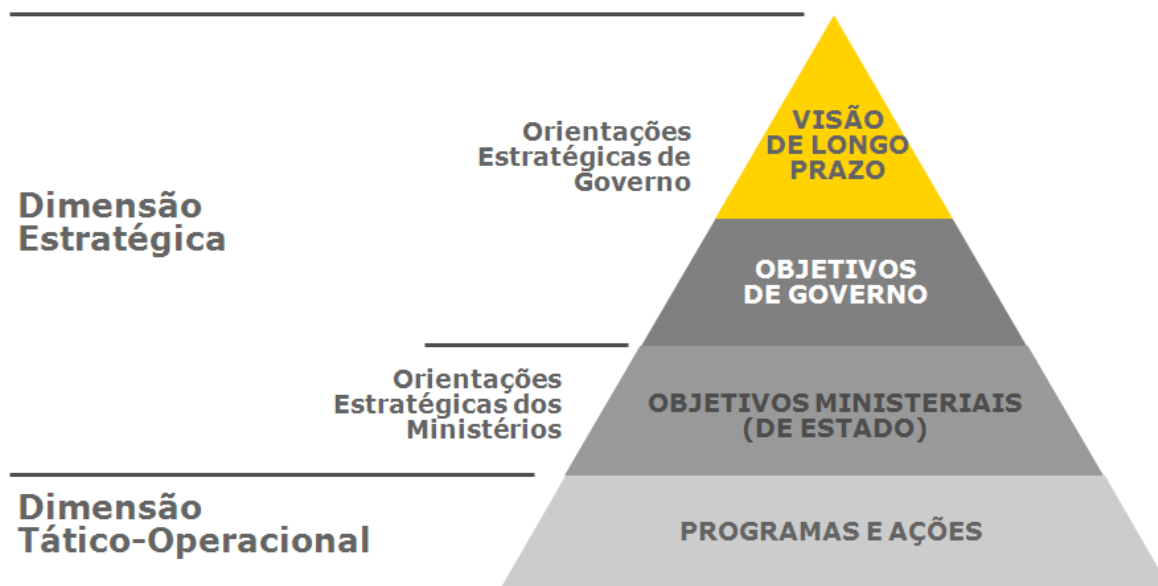 Dimensão
Estratégica
Orientações
Estratégicas de
Governo
VISÃO
DE LONGO
PRAZO
OBJETIVOS
DE GOVERNO
Orientações
Estratégicas dos
Ministérios
OBJETIVOS MINISTERIAIS
(DE ESTADO)
Dimensão
Tático-Operacional
PROGRAMAS E AÇÕES